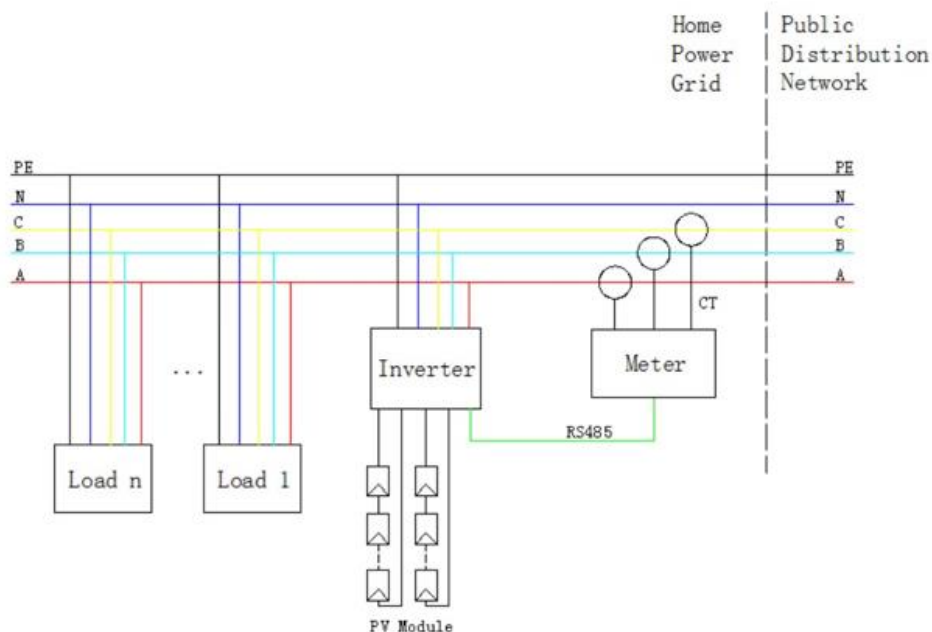 Home Public
Power Distribution
Grid Network
PE PE
N N
C C
B B
A A
CT
Inverter Meter
...
RS485
Load n Load 1
PV Module